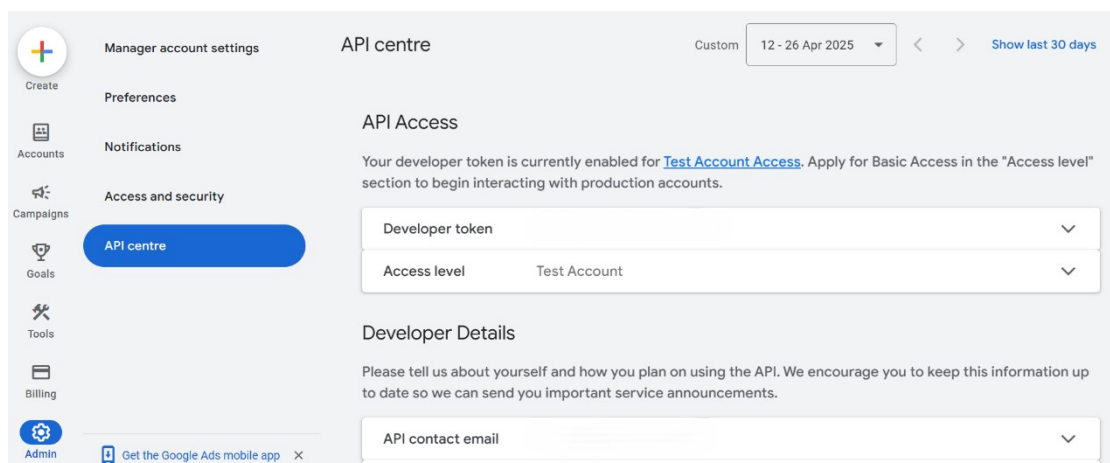 Create
Accounts
Campaigns
Goals
Tools
Billing
Admin
Manager account settings
Preferences
Notifications
Access and security
API centre
Get the Google Ads mobile app
API centre
Custom 12 - 26 Apr 2025 Show last 30 days
API Access
Your developer token is currently enabled for Test Account Access. Apply for Basic Access in the "Access level"
section to begin interacting with production accounts.
Developer token
Access level Test Account
Developer Details
Please tell us about yourself and how you plan on using the API. We encourage you to keep this information up
to date so we can send you important service announcements.
API contact email